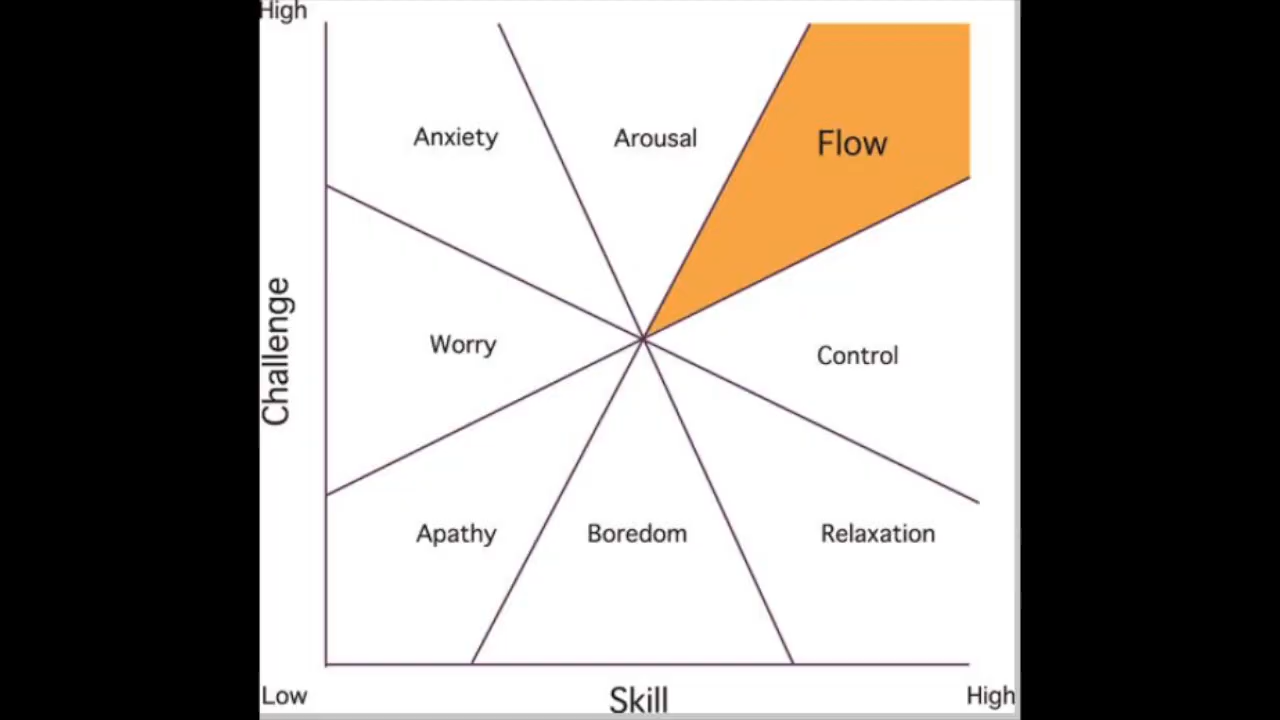 High
Anxiety
Arousal
Flow
Challenge
Worry
Control
Apathy
Boredom
Relaxation
Low
Skill
High